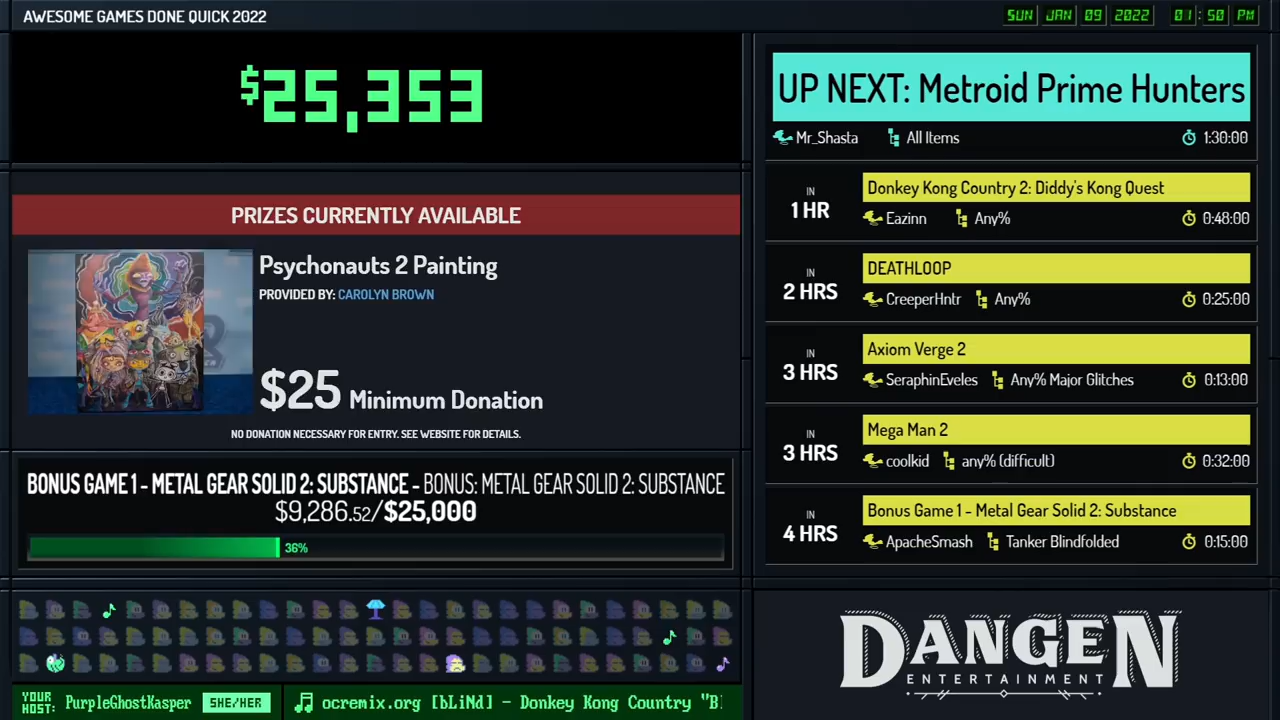 AWESOME GAMES DONE QUICK 2022
SUN JAN 09 2022 01:50 PM
$25,353
PRIZES CURRENTLY AVAILABLE
Psychonauts 2 Painting
PROVIDED BY: CAROLYN BROWN
$25 Minimum Donation
NO DONATION NECESSARY FOR ENTRY. SEE WEBSITE FOR DETAILS.
BONUS GAME 1 - METAL GEAR SOLID 2: SUBSTANCE - BONUS: METAL GEAR SOLID 2: SUBSTANCE
$9,286.52/$25,000
36%
UP NEXT: Metroid Prime Hunters
Mr_Shasta All Items 1:30:00
IN
1 HR
Donkey Kong Country 2: Diddy's Kong Quest
Eazinn Any% 0:48:00
IN
2 HRS
DEATHLOOP
CreeperHntr Any% 0:25:00
IN
3 HRS
Axiom Verge 2
SeraphinEveles Any% Major Glitches 0:13:00
IN
3 HRS
Mega Man 2
coolkid any% (difficult) 0:32:00
IN
4 HRS
Bonus Game 1 - Metal Gear Solid 2: Substance
ApacheSmash Tanker Blindfolded 0:15:00
DANGEN
ENTERTAINMENT
YOUR
HOST:
PurpleGhostKasper SHE/HER
ocremix.org [bLiNd] - Donkey Kong Country "B